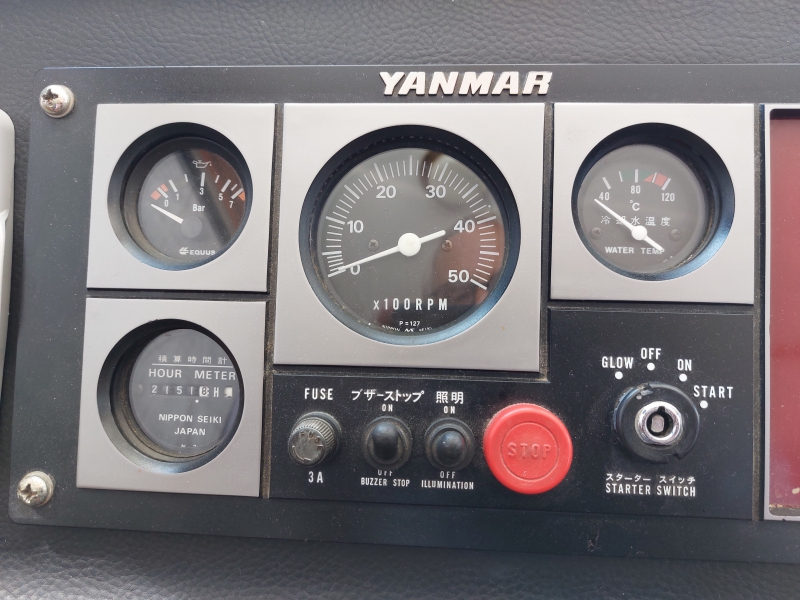 YANMAR
0 1 3 5 7
Bar
EQUUS
0 10 20 30 40 50
x100RPM
P=127
40 80 120
°C
冷却水温度
WATER TEMP
積算時間計
HOUR METER
21518H
NIPPON SEIKI
JAPAN
FUSE
3A
ブザーストップ
ON
OFF
BUZZER STOP
照明
ON
OFF
ILLUMINATION
STOP
GLOW OFF ON START
スターター スイッチ
STARTER SWITCH